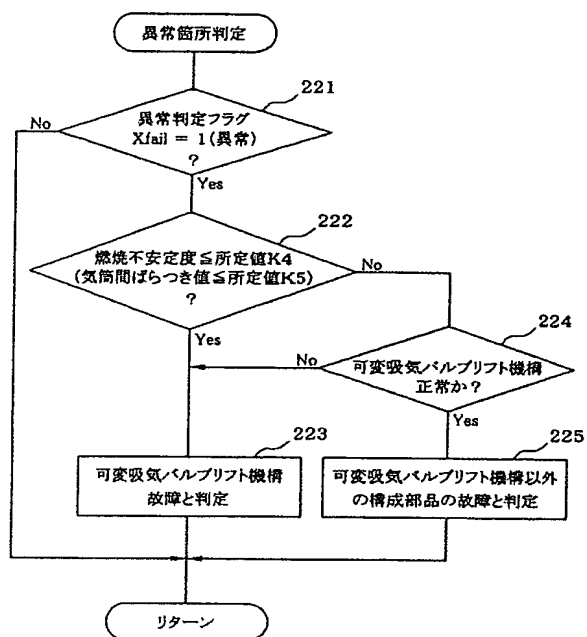 異常箇所判定
221
異常判定フラグ
Xfail = 1(異常)
?
No
Yes
222
燃焼不安定度≦所定値K4
(気筒間ばらつき値≦所定値K5)
?
No
Yes
224
可変吸気バルブリフト機構
正常か?
No
Yes
223
可変吸気バルブリフト機構
故障と判定
225
可変吸気バルブリフト機構以外
の構成部品の故障と判定
リターン